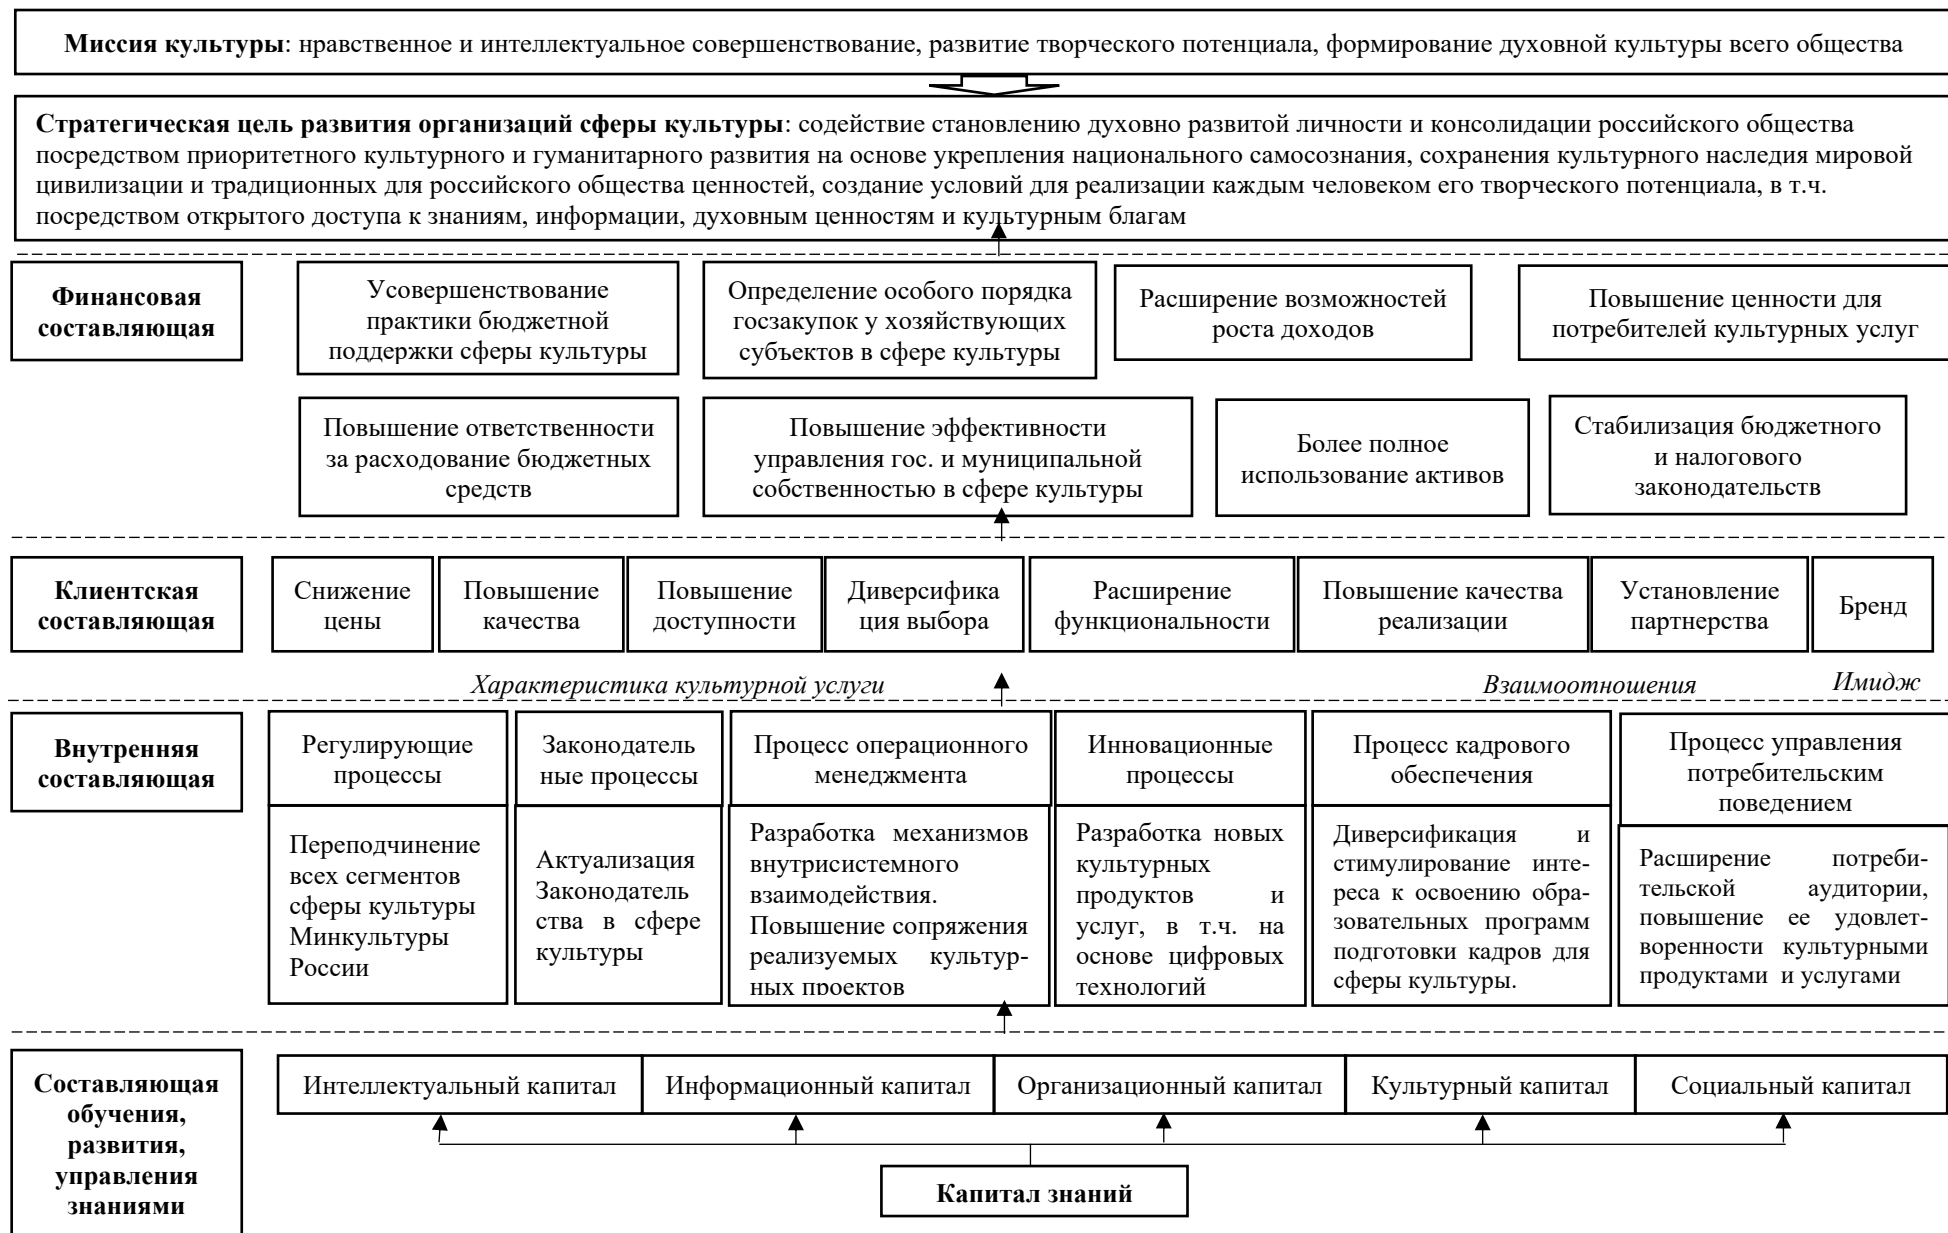 Миссия культуры: нравственное и интеллектуальное совершенствование, развитие творческого потенциала, формирование духовной культуры всего общества
Стратегическая цель развития организаций сферы культуры: содействие становлению духовно развитой личности и консолидации российского общества
посредством приоритетного культурного и гуманитарного развития на основе укрепления национального самосознания, сохранения культурного наследия мировой
цивилизации и традиционных для российского общества ценностей, создание условий для реализации каждым человеком его творческого потенциала, в т.ч.
посредством открытого доступа к знаниям, информации, духовным ценностям и культурным благам
Финансовая
составляющая
Усовершенствование
практики бюджетной
поддержки сферы культуры
Определение особого порядка
госзакупок у хозяйствующих
субъектов в сфере культуры
Расширение возможностей
роста доходов
Повышение ценности для
потребителей культурных услуг
Повышение ответственности
за расходование бюджетных
средств
Повышение эффективности
управления гос. и муниципальной
собственностью в сфере культуры
Более полное
использование активов
Стабилизация бюджетного
и налогового
законодательств
Клиентская
составляющая
Снижение
цены
Повышение
качества
Повышение
доступности
Диверсифика
ция выбора
Расширение
функциональности
Повышение качества
реализации
Установление
партнерства
Бренд
Характеристика культурной услуги
Взаимоотношения
Имидж
Внутренняя
составляющая
Регулирующие
процессы
Законодатель
ные процессы
Процесс операционного
менеджмента
Инновационные
процессы
Процесс кадрового
обеспечения
Процесс управления
потребительским
поведением
Переподчинение
всех сегментов
сферы культуры
Минкультуры
России
Актуализация
Законодатель
ства в сфере
культуры
Разработка механизмов
внутрисистемного
взаимодействия.
Повышение сопряжения
реализуемых культур-
ных проектов
Разработка новых
культурных
продуктов и
услуг, в т.ч. на
основе цифровых
технологий
Диверсификация и
стимулирование инте-
реса к освоению обра-
зовательных программ
подготовки кадров для
сферы культуры.
Расширение потреби-
тельской аудитории,
повышение ее удовлет-
воренности культурными
продуктами и услугами
Составляющая
обучения,
развития,
управления
знаниями
Интеллектуальный капитал
Информационный капитал
Организационный капитал
Культурный капитал
Социальный капитал
Капитал знаний